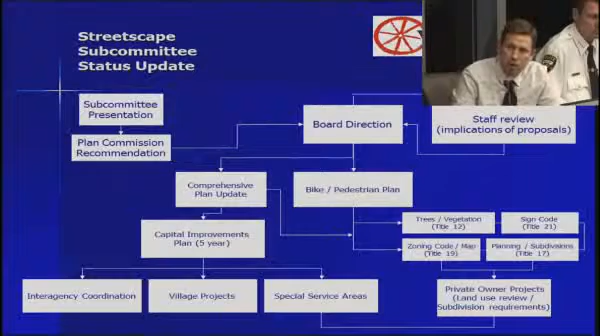 Streetscape
Subcommittee
Status Update
Subcommittee
Presentation
Plan Commission
Recommendation
Board Direction
Staff review
(implications of proposals)
Comprehensive
Plan Update
Bike / Pedestrian Plan
Capital Improvements
Plan (5 year)
Trees / Vegetation
(Title 12)
Sign Code
(Title 21)
Zoning Code / Map
(Title 19)
Planning / Subdivisions
(Title 17)
Interagency Coordination
Village Projects
Special Service Areas
Private Owner Projects
(Land use review /
Subdivision requirements)